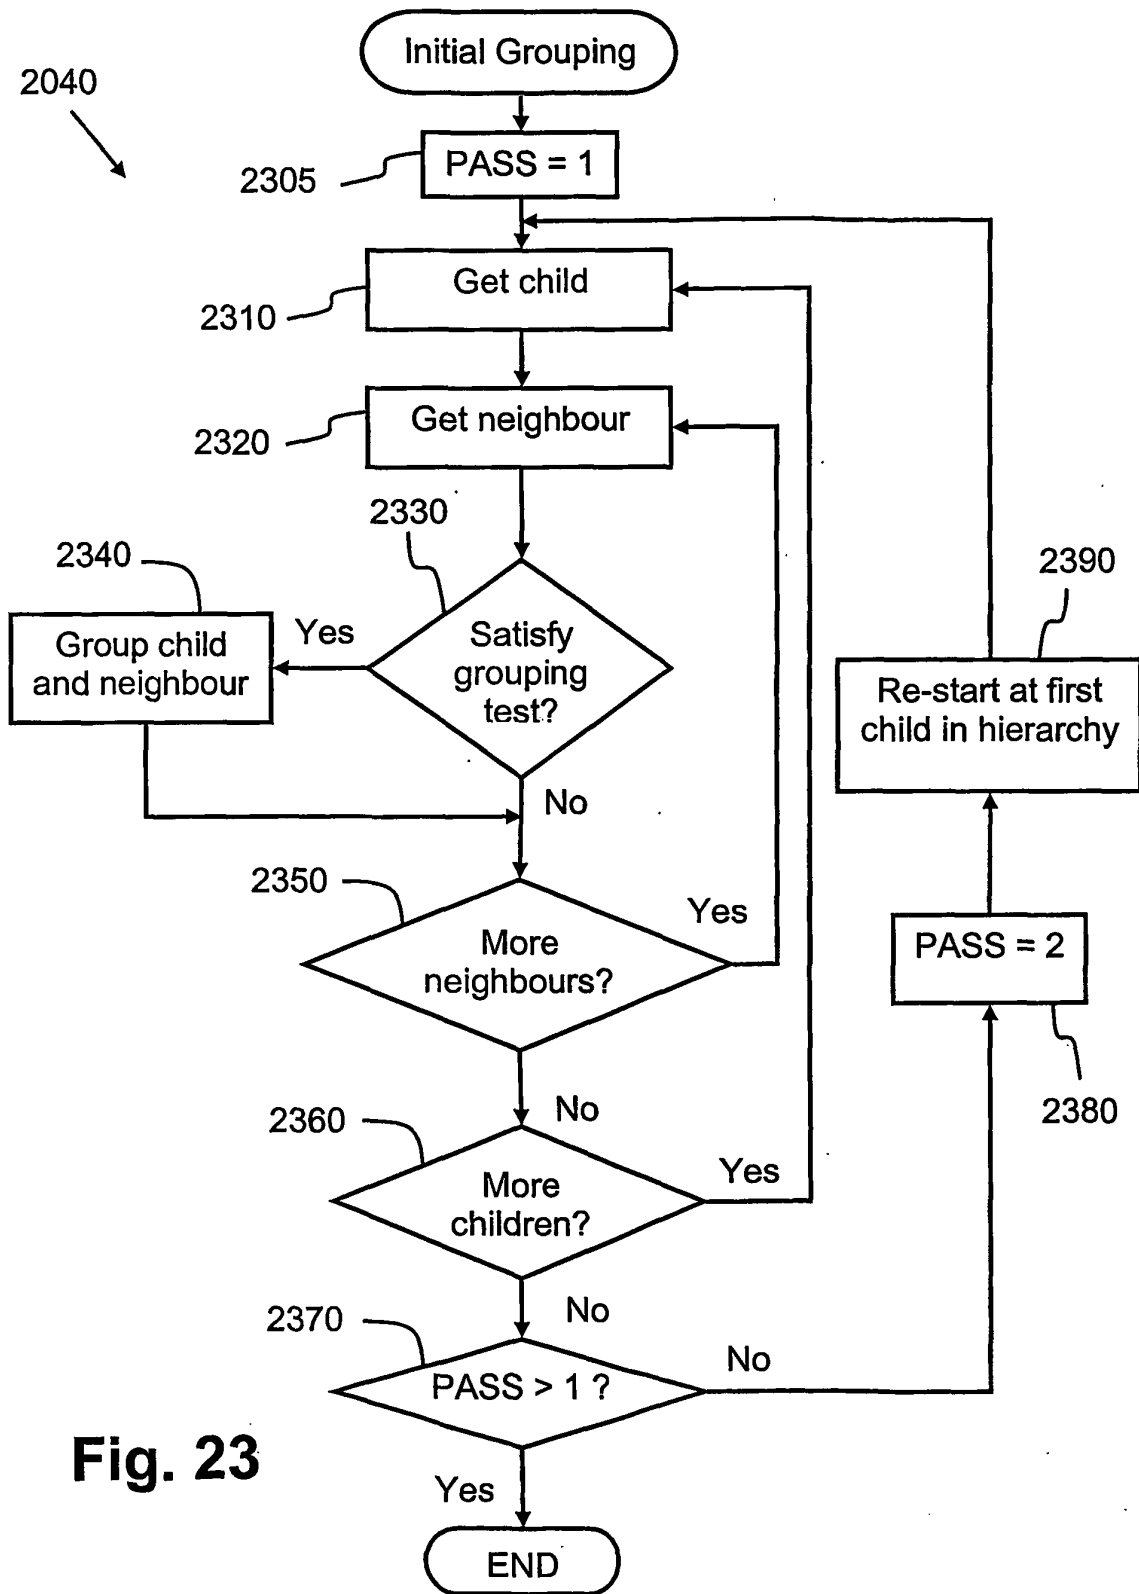 Initial Grouping
2040
2305
PASS = 1
Get child
2310
Get neighbour
2320
2330
2340
2390
Yes
Group child
and neighbour
Satisfy
grouping
test?
Re-start at first
child in hierarchy
No
2350
Yes
More
neighbours?
PASS = 2
No
2360
2380
Yes
More
children?
No
2370
No
PASS > 1 ?
Fig. 23
Yes
END